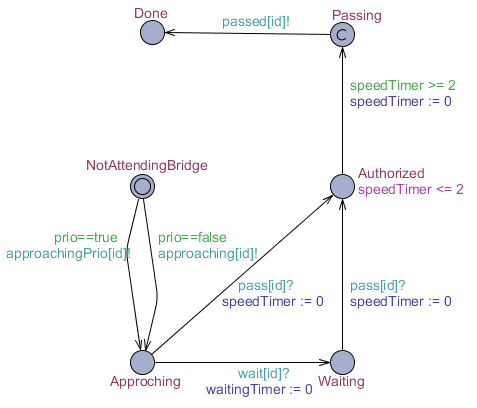 Done
Passing
passed[id]!
C
speedTimer >= 2
speedTimer := 0
NotAttendingBridge
Authorized
speedTimer <= 2
prio==true
approachingPrio[id]!
prio==false
approaching[id]!
pass[id]?
speedTimer := 0
pass[id]?
speedTimer := 0
Approching
wait[id]?
waitingTimer := 0
Waiting